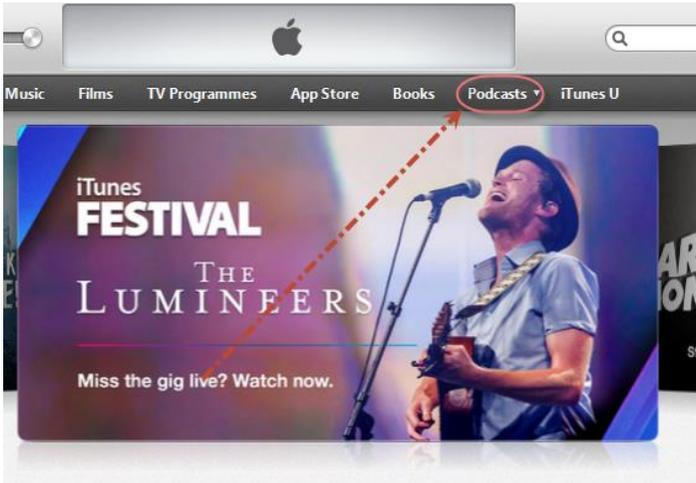 Music Films TV Programmes App Store Books Podcasts iTunes U
iTunes
FESTIVAL
THE
LUMINEERS
Miss the gig live? Watch now.